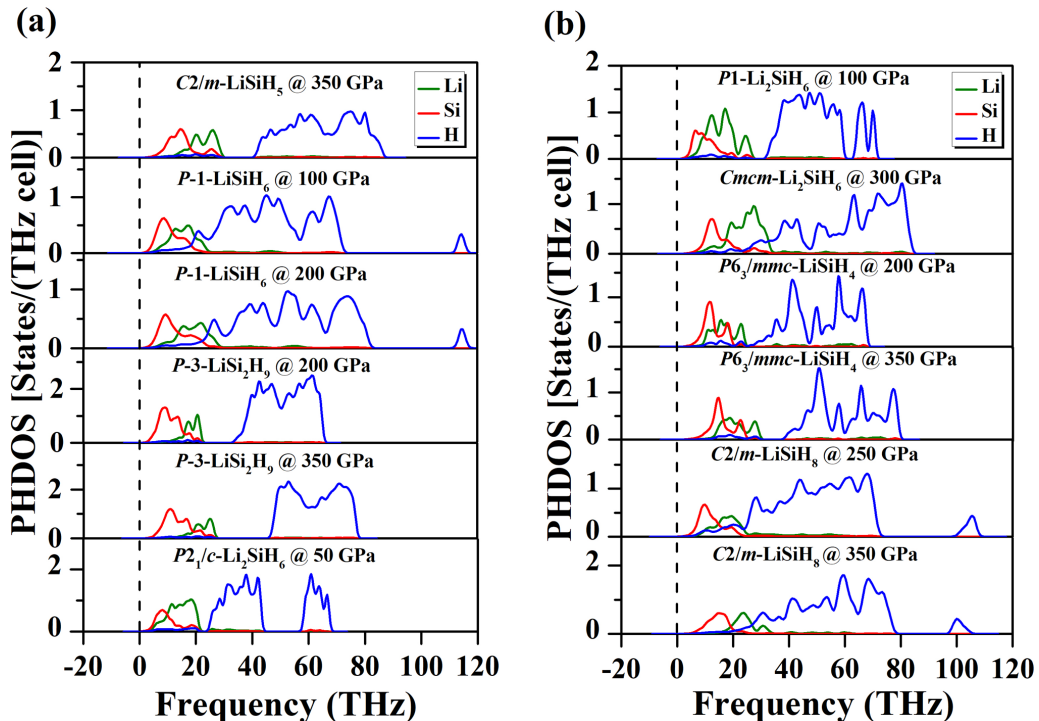 (a)
PHDOS [States/(THz cell)]
C2/m-LiSiH5 @ 350 GPa
Li
Si
H
2
1
0
P-1-LiSiH6 @ 100 GPa
1
0
P-1-LiSiH6 @ 200 GPa
1
0
P-3-LiSi2H9 @ 200 GPa
2
0
P-3-LiSi2H9 @ 350 GPa
2
0
P21/c-Li2SiH6 @ 50 GPa
2
0
-20 0 20 40 60 80 100 120
Frequency (THz)
(b)
PHDOS [States/(THz cell)]
P1-Li2SiH6 @ 100 GPa
Li
Si
H
2
1
0
Cmcm-Li2SiH6 @ 300 GPa
1
0
P63/mmc-LiSiH4 @ 200 GPa
1
0
P63/mmc-LiSiH4 @ 350 GPa
1
0
C2/m-LiSiH8 @ 250 GPa
1
0
C2/m-LiSiH8 @ 350 GPa
1
0
-20 0 20 40 60 80 100 120
Frequency (THz)